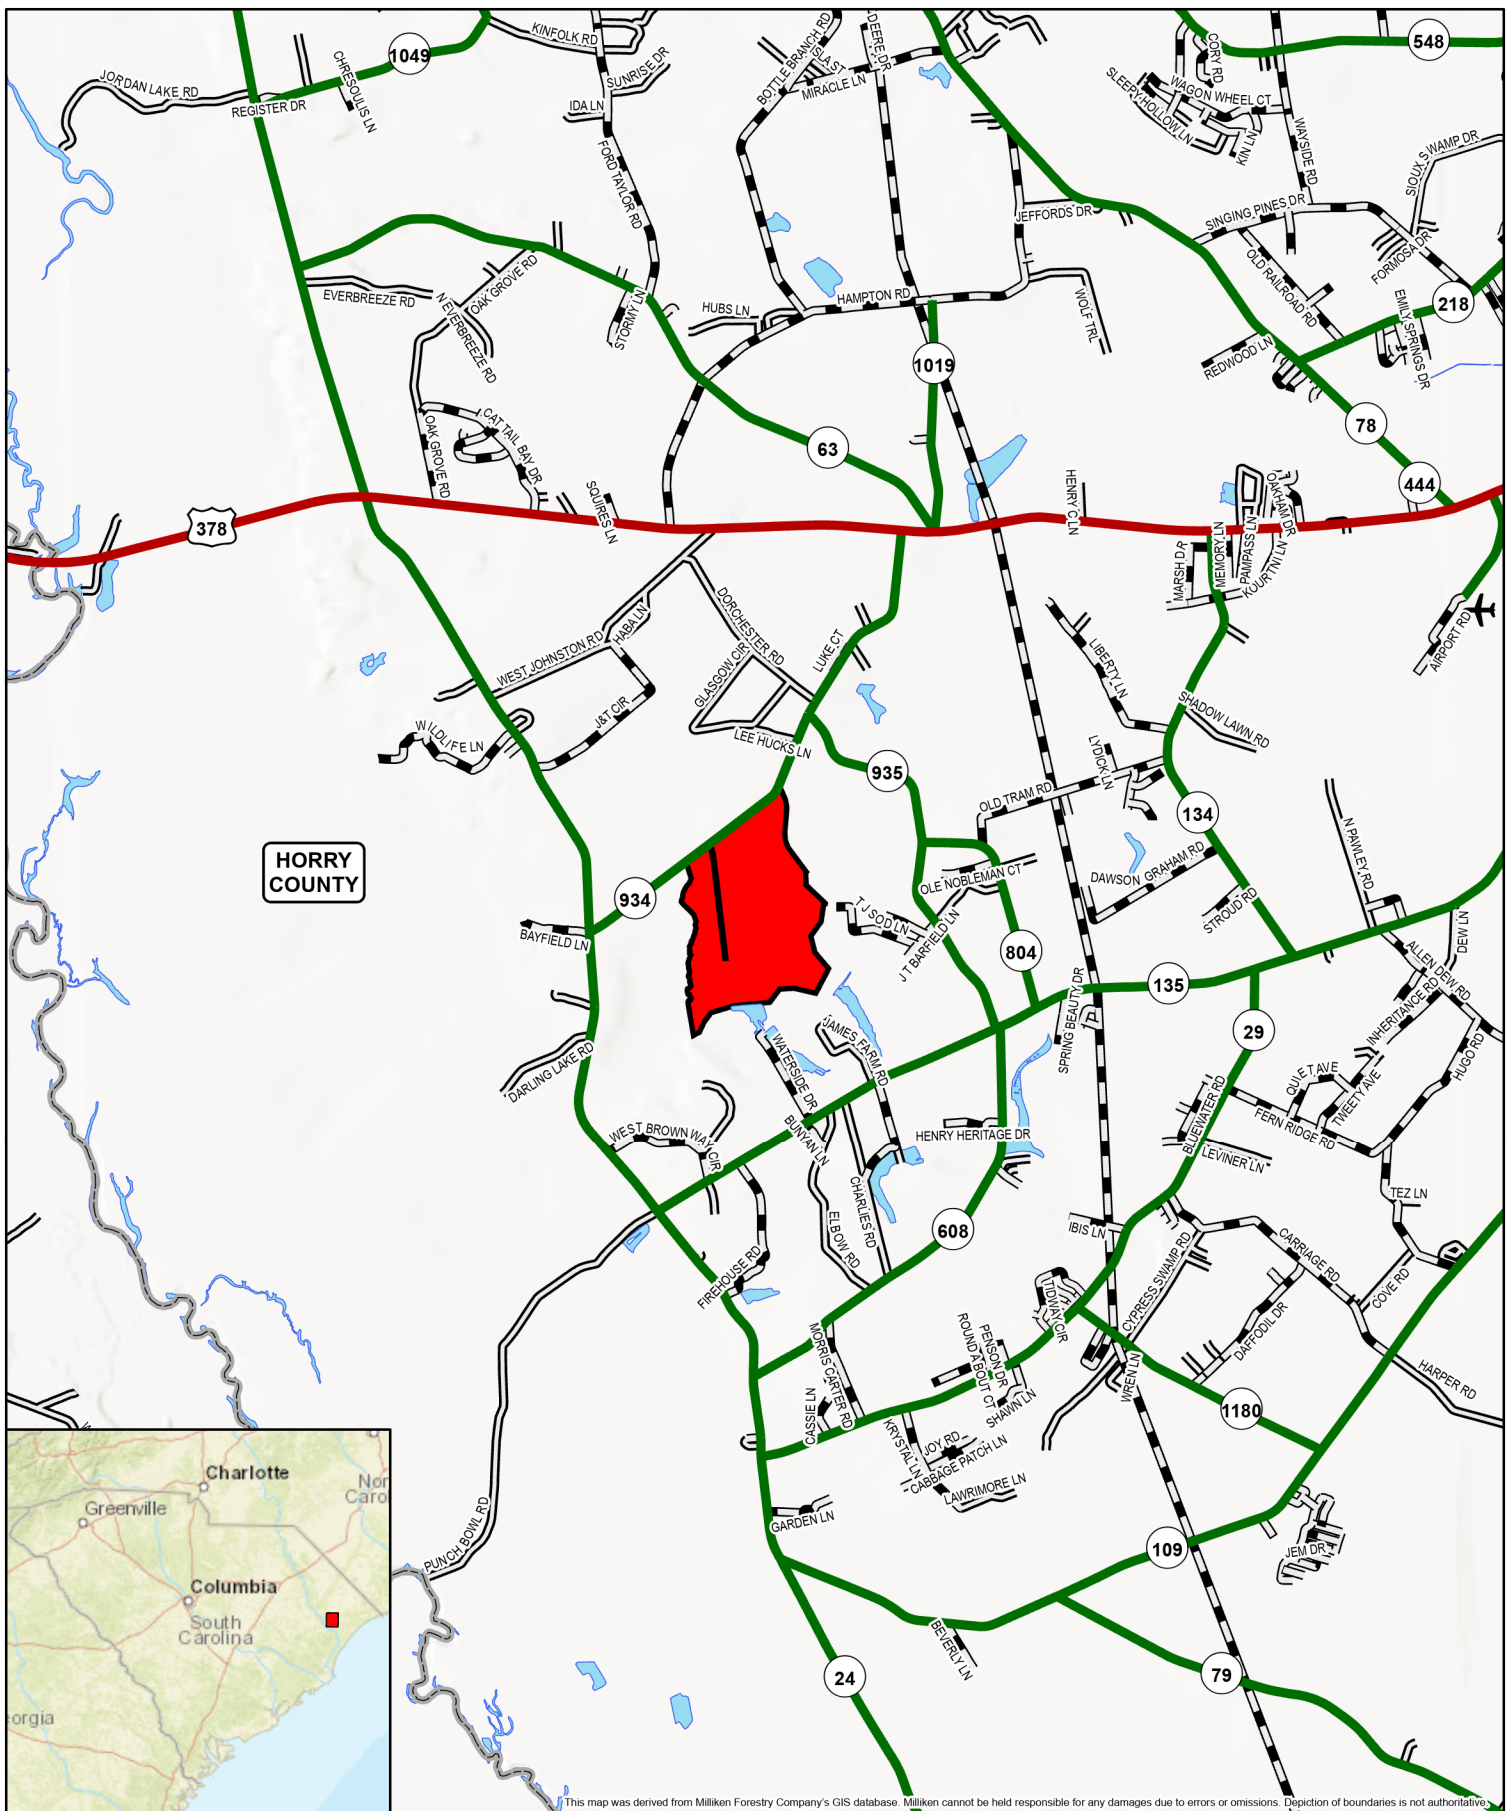 KINFOLK RD
BOTTLE BRANCH RD
ISLA ST
DEERE DR
CORY RD
548
1049
CHRESOULIS LN
SUNRISE DR
MIRACLE LN
JORDAN LAKE RD
REGISTER DR
IDA LN
SLEEPY HOLLOW LN
WAGON WHEEL CT
KIN LN
WAYSIDE RD
SIOUX S WAMP DR
FORD TAYLOR RD
JEFFORDS DR
SINGING PINES DR
OLD RAILROAD RD
FORMOSA DR
EVERBREEZE RD
OAK GROVE RD
N EVERBREEZE RD
STORMY LN
HUBS LN
HAMPTON RD
WOLF TRL
218
EMILY SPRINGS DR
REDWOOD LN
1019
78
OAK GROVE RD
CAT TAIL BAY DR
63
444
SQUIRES LN
HENRY C LN
OAKHAM DR
378
MARSH D R
MEMORY LN
PAMPASS LN
KOURTNI LN
AIRPORT RD
DORCHESTER RD
HABA LN
WEST JOHNSTON RD
LUKE CT
GLASGOW CIR
LIBERTY LN
SHADOW LAWN RD
J&T CIR
WILDLIFE LN
LEE HUCKS LN
LYDICK LN
935
OLD TRAM RD
134
N PAWLEY RD
HORRY
COUNTY
934
OLE NOBLEMAN CT
DAWSON GRAHAM RD
STROUD RD
T J SOD LN
J T BARFIELD LN
BAYFIELD LN
804
DEW LN
ALLEN DEW RD
135
INHERITANCE RD
SPRING BEAUTY DR
29
HUGO RD
JAMES FARM RD
WATERSIDE DR
DARLING LAKE RD
QUIET AVE
TWEETY AVE
FERN RIDGE RD
BLUEWATER RD
WEST BROWN WAY CIR
BUNYAN LN
HENRY HERITAGE DR
LEVINER LN
CHARLIES RD
TEZ LN
ELBOW RD
608
IBIS LN
FIREHOUSE RD
CYPRESS SWAMP RD
CARRIAGE RD
COVE RD
TIDWAY CIR
DAFFODIL DR
MORRIS CARTER RD
PENSON DR
ROUND ABOUT CT
WREN LN
HARPER RD
SHAWN LN
CASSIE LN
1180
KRYSTAL LN
JOY RD
CABBAGE PATCH LN
LAWRIMORE LN
GARDEN LN
PUNCH BOWL RD
109
JEM DR
BEVERLY LN
24
79
Charlotte
Nor
Caro
Greenville
Columbia
South
Carolina
eorgia
This map was derived from Milliken Forestry Company's GIS database. Milliken cannot be held responsible for any damages due to errors or omissions. Depiction of boundaries is not authoritative.